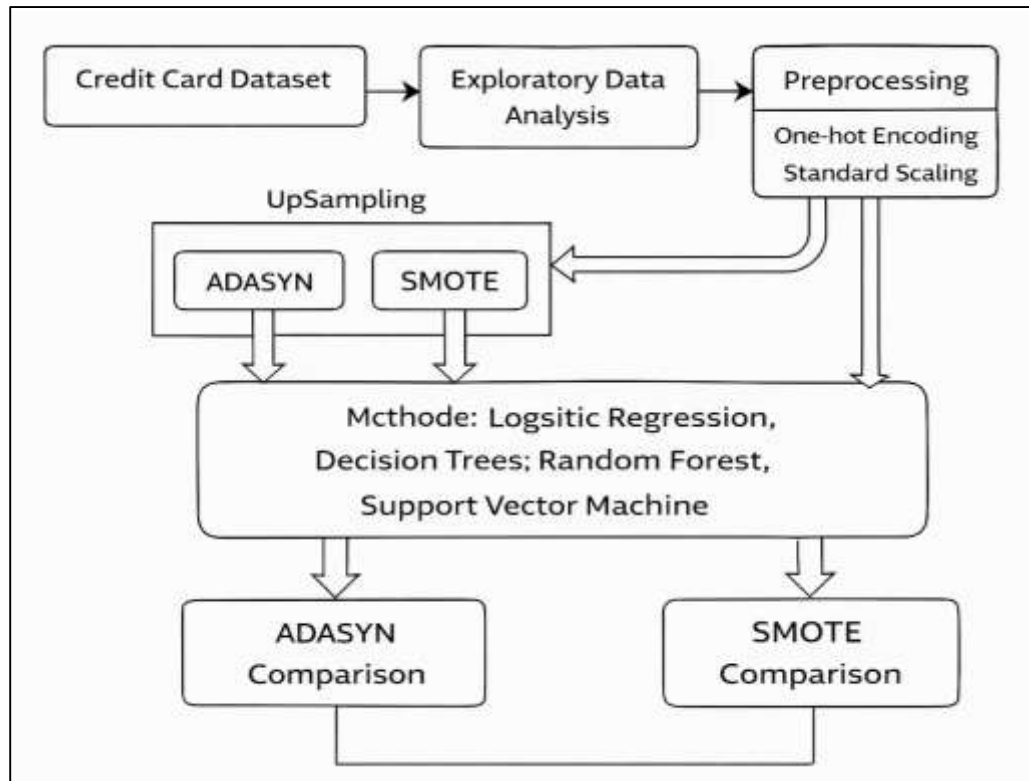 Credit Card Dataset
Exploratory Data
Analysis
Preprocessing
One-hot Encoding
Standard Scaling
UpSampling
ADASYN
SMOTE
Mcthode: Logsitic Regression,
Decision Trees; Random Forest,
Support Vector Machine
ADASYN
Comparison
SMOTE
Comparison